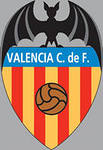 VALENCIA C. de F.